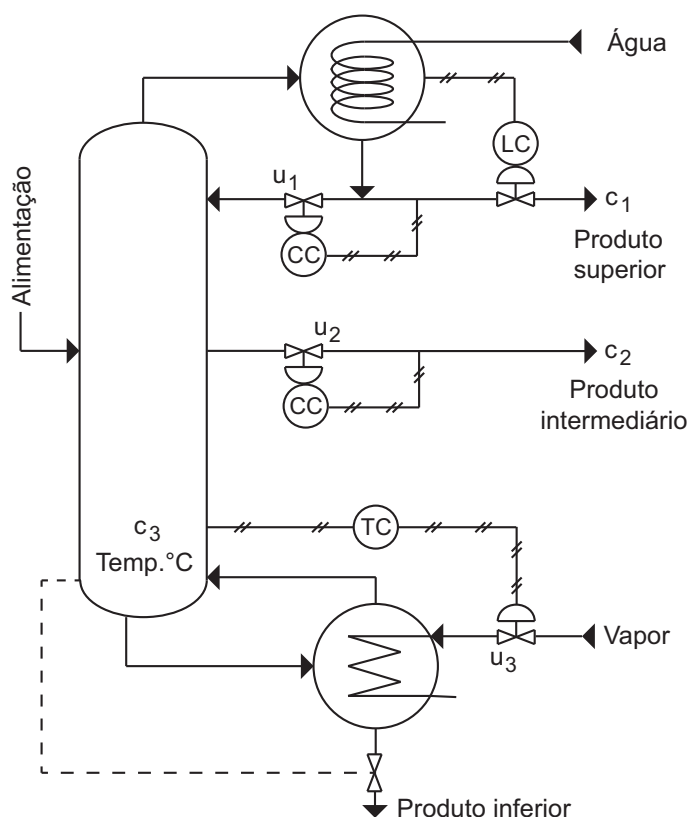 Água
LC
u1
c1
CC
Produto
superior
Alimentação
u2
c2
CC
Produto
intermediário
c3
Temp.°C
TC
u3
Vapor
Produto inferior